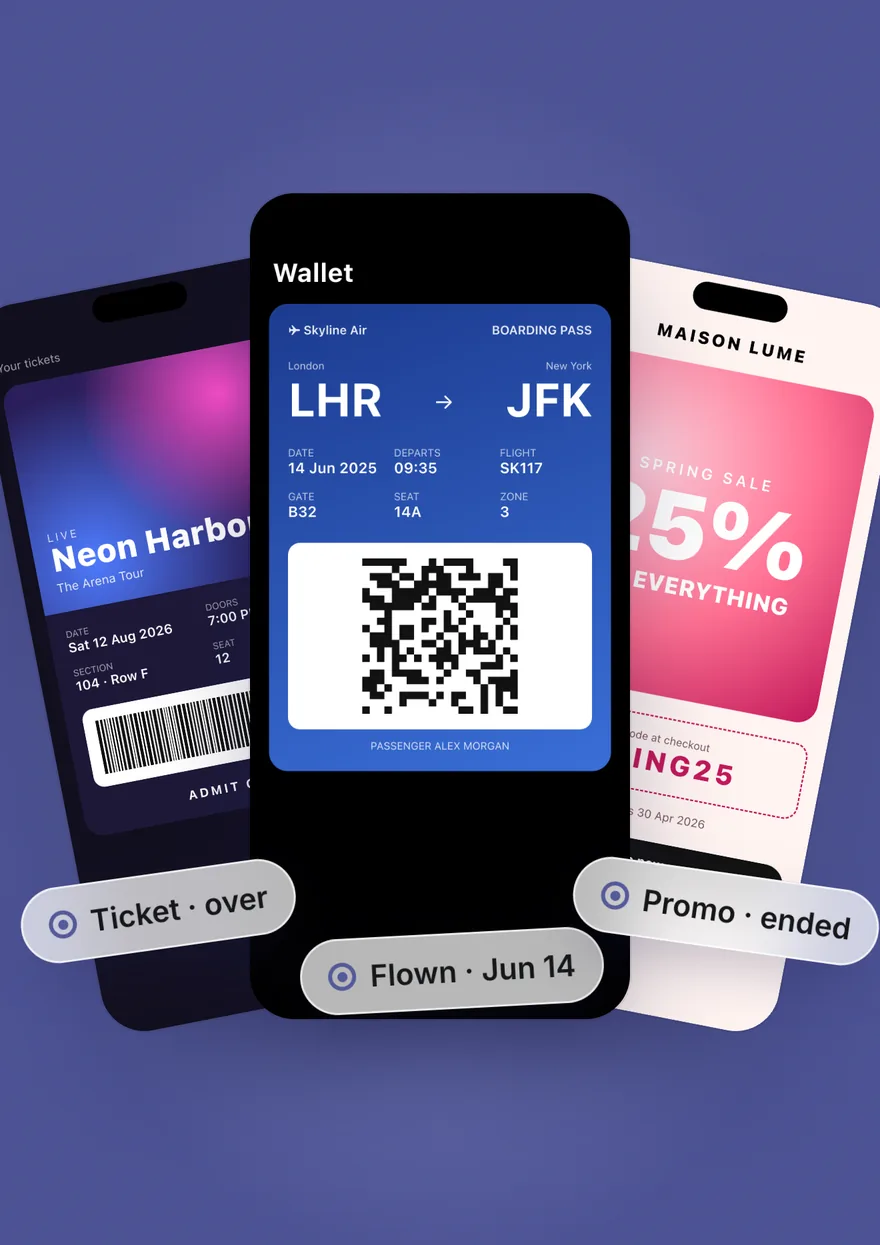 Wallet
Skyline Air
BOARDING PASS
London
New York
LHR → JFK
DATE
DEPARTS
FLIGHT
14 Jun 2025
09:35
SK117
GATE
SEAT
ZONE
B32
14A
3
PASSENGER ALEX MORGAN
Your tickets
LIVE
Neon Harbor
The Arena Tour
DATE
DOORS
Sat 12 Aug 2026
7:00
SECTION
SEAT
104 · Row F
12
ADMIT
MAISON LUME
SPRING SALE
25%
EVERYTHING
at checkout
ING25
30 Apr 2026
Ticket · over
Flown · Jun 14
Promo · ended